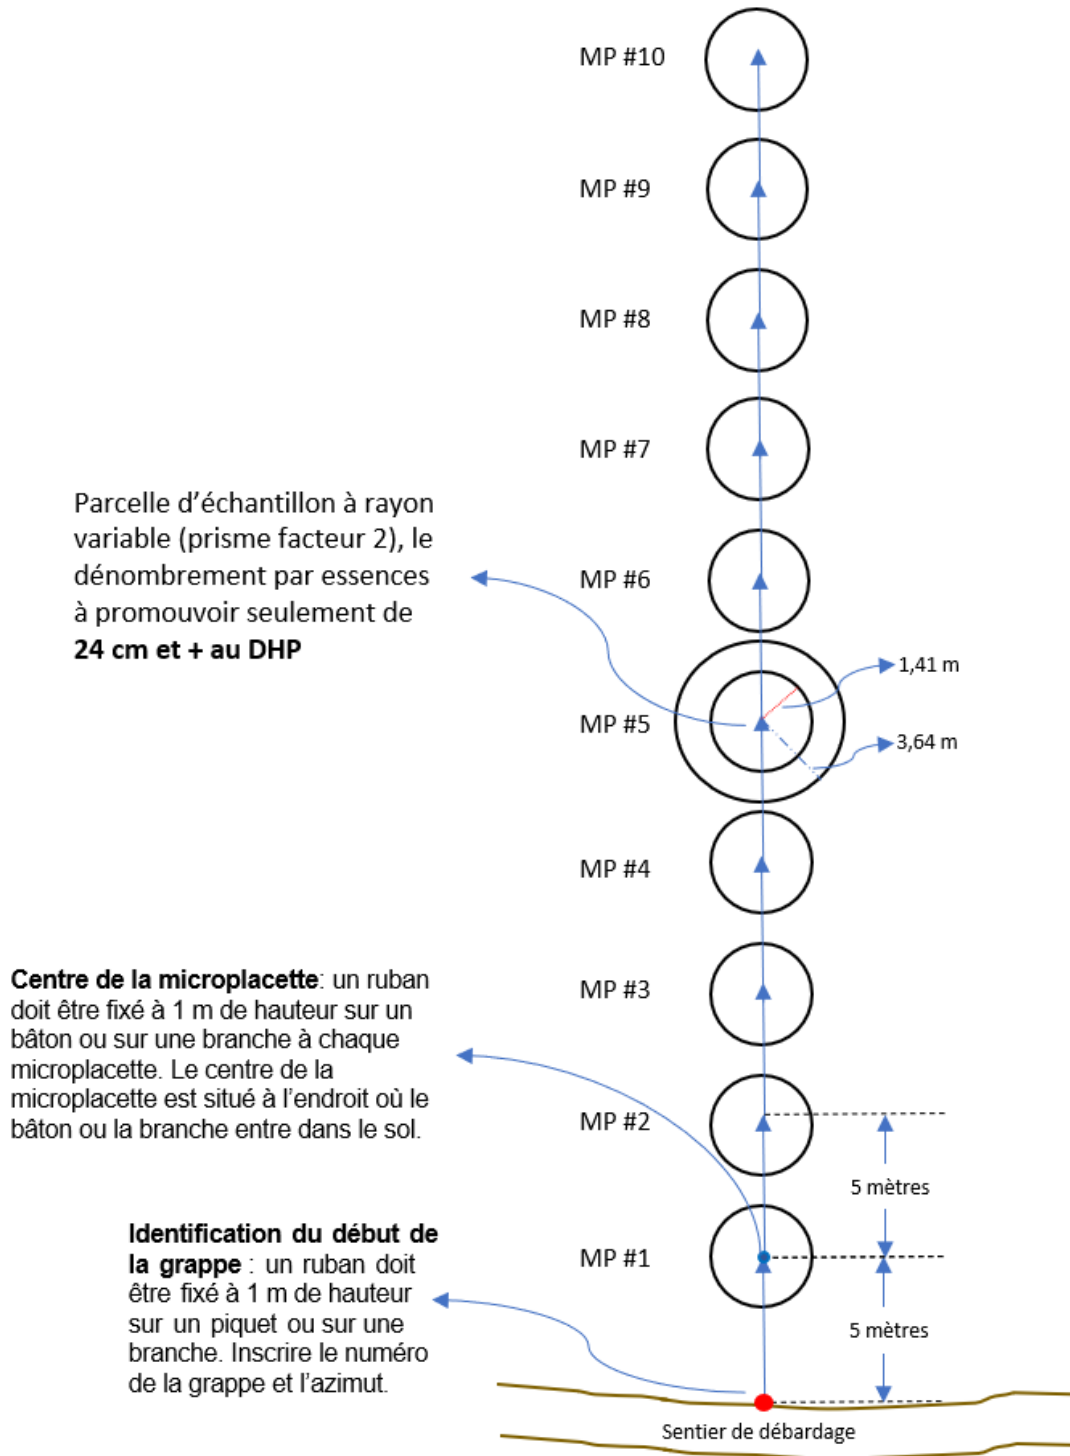 MP #10
MP #9
MP #8
MP #7
Parcelle d’échantillon à rayon
variable (prisme facteur 2), le
dénombrement par essences
à promouvoir seulement de
24 cm et + au DHP
MP #6
1,41 m
MP #5
3,64 m
MP #4
Centre de la microplacette: un ruban
doit être fixé à 1 m de hauteur sur un
bâton ou sur une branche à chaque
microplacette. Le centre de la
microplacette est situé à l’endroit où le
bâton ou la branche entre dans le sol.
MP #3
MP #2
5 mètres
Identification du début de
la grappe : un ruban doit
être fixé à 1 m de hauteur
sur un piquet ou sur une
branche. Inscrire le numéro
de la grappe et l’azimut.
MP #1
5 mètres
Sentier de débardage